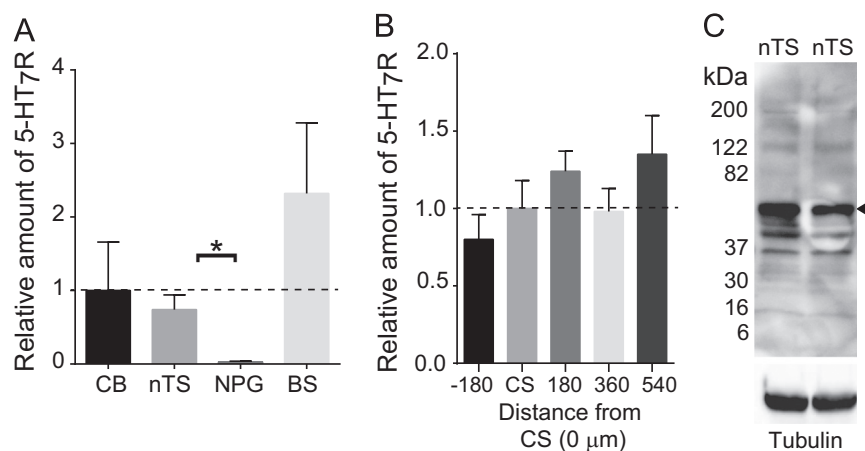 A
Relative amount of 5-HT7R
4
3
2
1
0
*
CB nTS NPG BS
B
Relative amount of 5-HT7R
2.0
1.5
1.0
0.5
0.0
-180 CS 180 360 540
Distance from
CS (0 µm)
C
nTS nTS
kDa
200
122
82
37
30
16
6
Tubulin